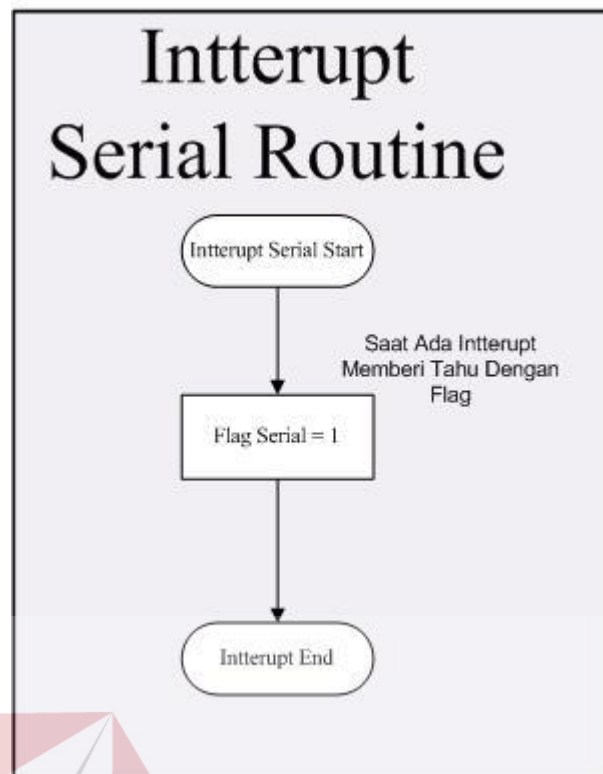 Intterupt
Serial Routine
Intterupt Serial Start
Saat Ada Intterupt
Memberi Tahu Dengan
Flag
Flag Serial = 1
Intterupt End